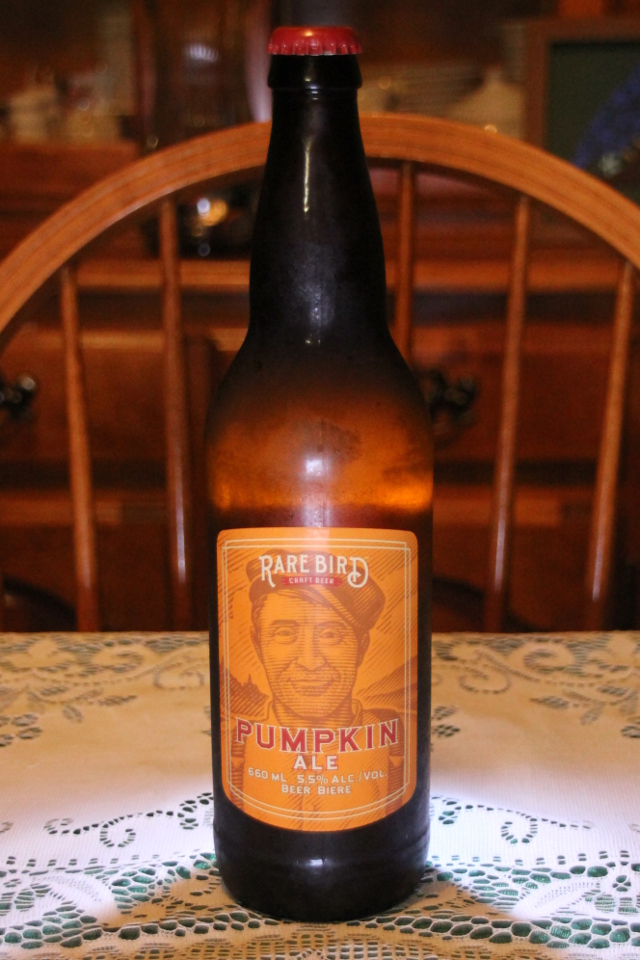 RARE BIRD
CRAFT BEER
PUMPKIN
ALE
660 ML 5.5% ALC./VOL.
BEER BIERE